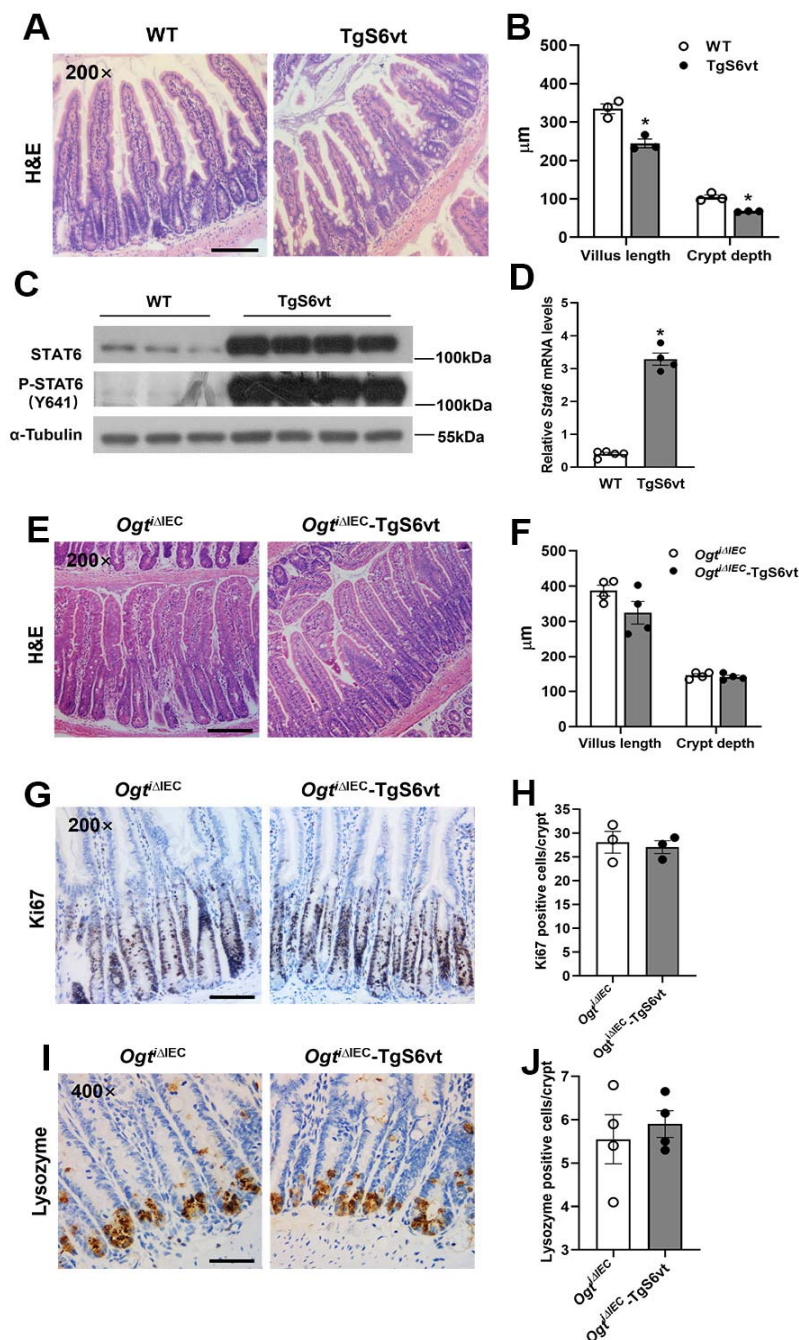 A
WT
TgS6vt
200×
H&E
B
500
400
300
200
100
0
μm
WT
TgS6vt
*
*
Villus length
Crypt depth
C
WT
TgS6vt
STAT6
100kDa
P-STAT6
(Y641)
100kDa
α-Tubulin
55kDa
D
Relative Stat6 mRNA levels
5
4
3
2
1
0
*
WT
TgS6vt
E
OgtiΔIEC
OgtiΔIEC-TgS6vt
200×
H&E
F
400
300
200
100
0
500
μm
OgtiΔIEC
OgtiΔIEC-TgS6vt
Villus length
Crypt depth
G
OgtiΔIEC
OgtiΔIEC-TgS6vt
200×
Ki67
H
Ki67 positive cells/crypt
35
30
25
20
15
10
5
0
OgtiΔIEC
OgtiΔIEC-TgS6vt
I
OgtiΔIEC
OgtiΔIEC-TgS6vt
400×
Lysozyme
J
Lysozyme positive cells/crypt
7
6
5
4
3
OgtiΔIEC
OgtiΔIEC-TgS6vt